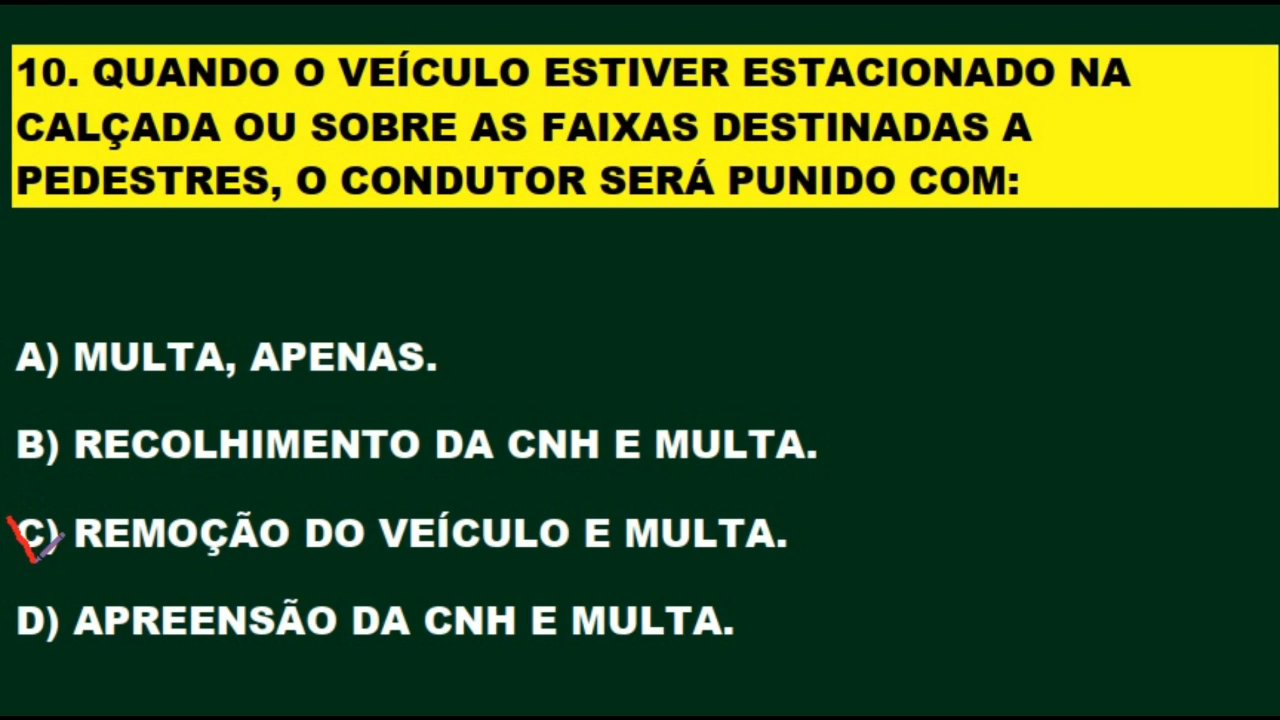 10. QUANDO O VEÍCULO ESTIVER ESTACIONADO NA
CALÇADA OU SOBRE AS FAIXAS DESTINADAS A
PEDESTRES, O CONDUTOR SERÁ PUNIDO COM:
A) MULTA, APENAS.
B) RECOLHIMENTO DA CNH E MULTA.
C) REMOÇÃO DO VEÍCULO E MULTA.
D) APREENSÃO DA CNH E MULTA.